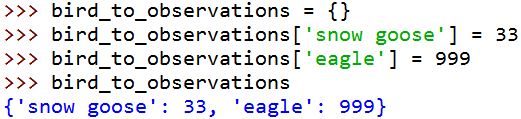 >>> bird_to_observations = {}
>>> bird_to_observations['snow goose'] = 33
>>> bird_to_observations['eagle'] = 999
>>> bird_to_observations
{'snow goose': 33, 'eagle': 999}